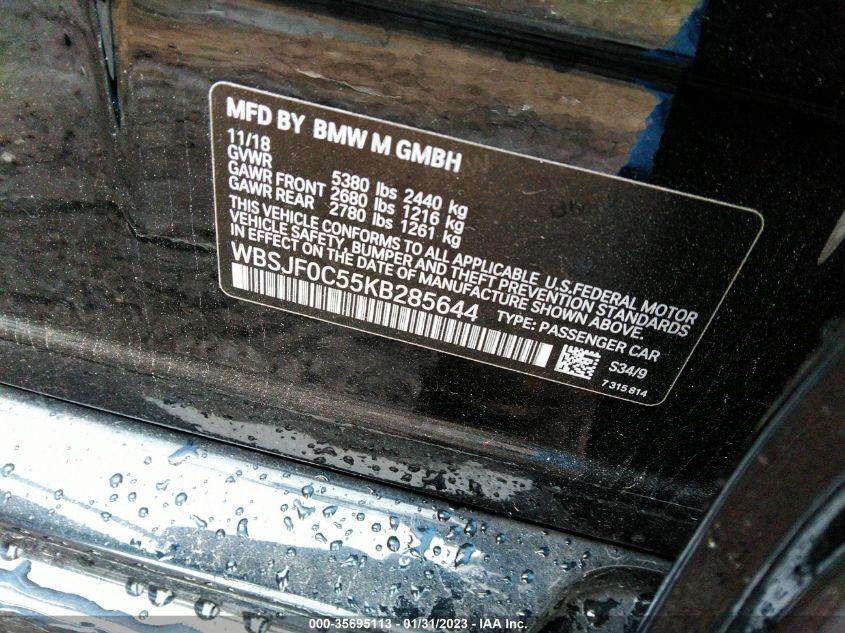 MFD BY BMW M GMBH
11/18
GVWR 5380 lbs 2440 kg
GAWR FRONT 2680 lbs 1216 kg
GAWR REAR 2780 lbs 1261 kg
THIS VEHICLE CONFORMS TO ALL APPLICABLE U.S.FEDERAL MOTOR
VEHICLE SAFETY, BUMPER AND THEFT PREVENTION STANDARDS
IN EFFECT ON THE DATE OF MANUFACTURE SHOWN ABOVE.
WBSJF0C55KB285644 TYPE: PASSENGER CAR
S34/9
7315814
000-35695113 - 01/31/2023 - IAA Inc.